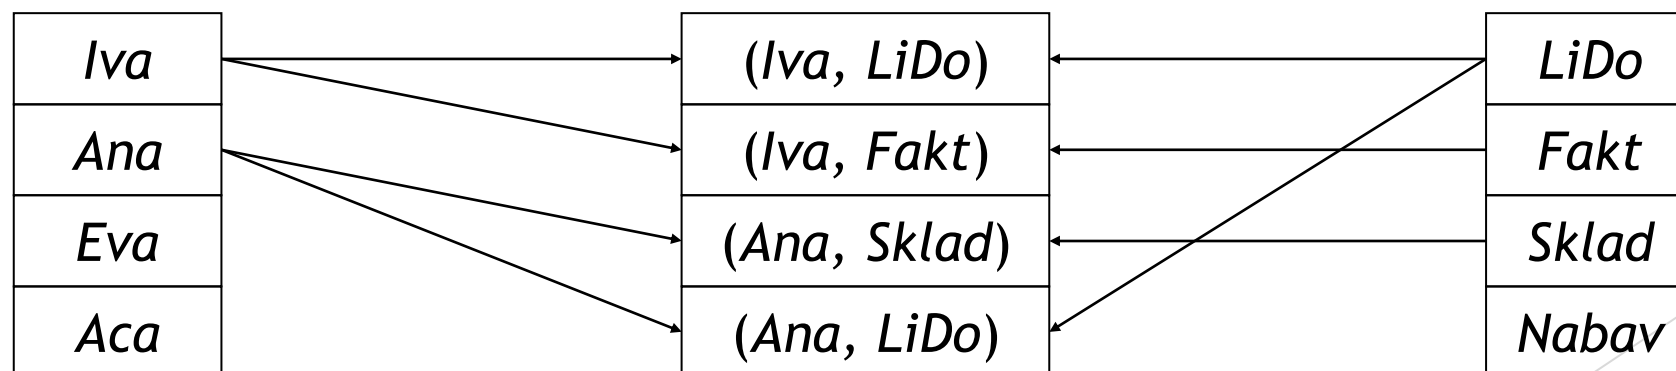 Iva (Iva, LiDo) LiDo
Ana (Iva, Fakt) Fakt
Eva (Ana, Sklad) Sklad
Aca (Ana, LiDo) Nabav